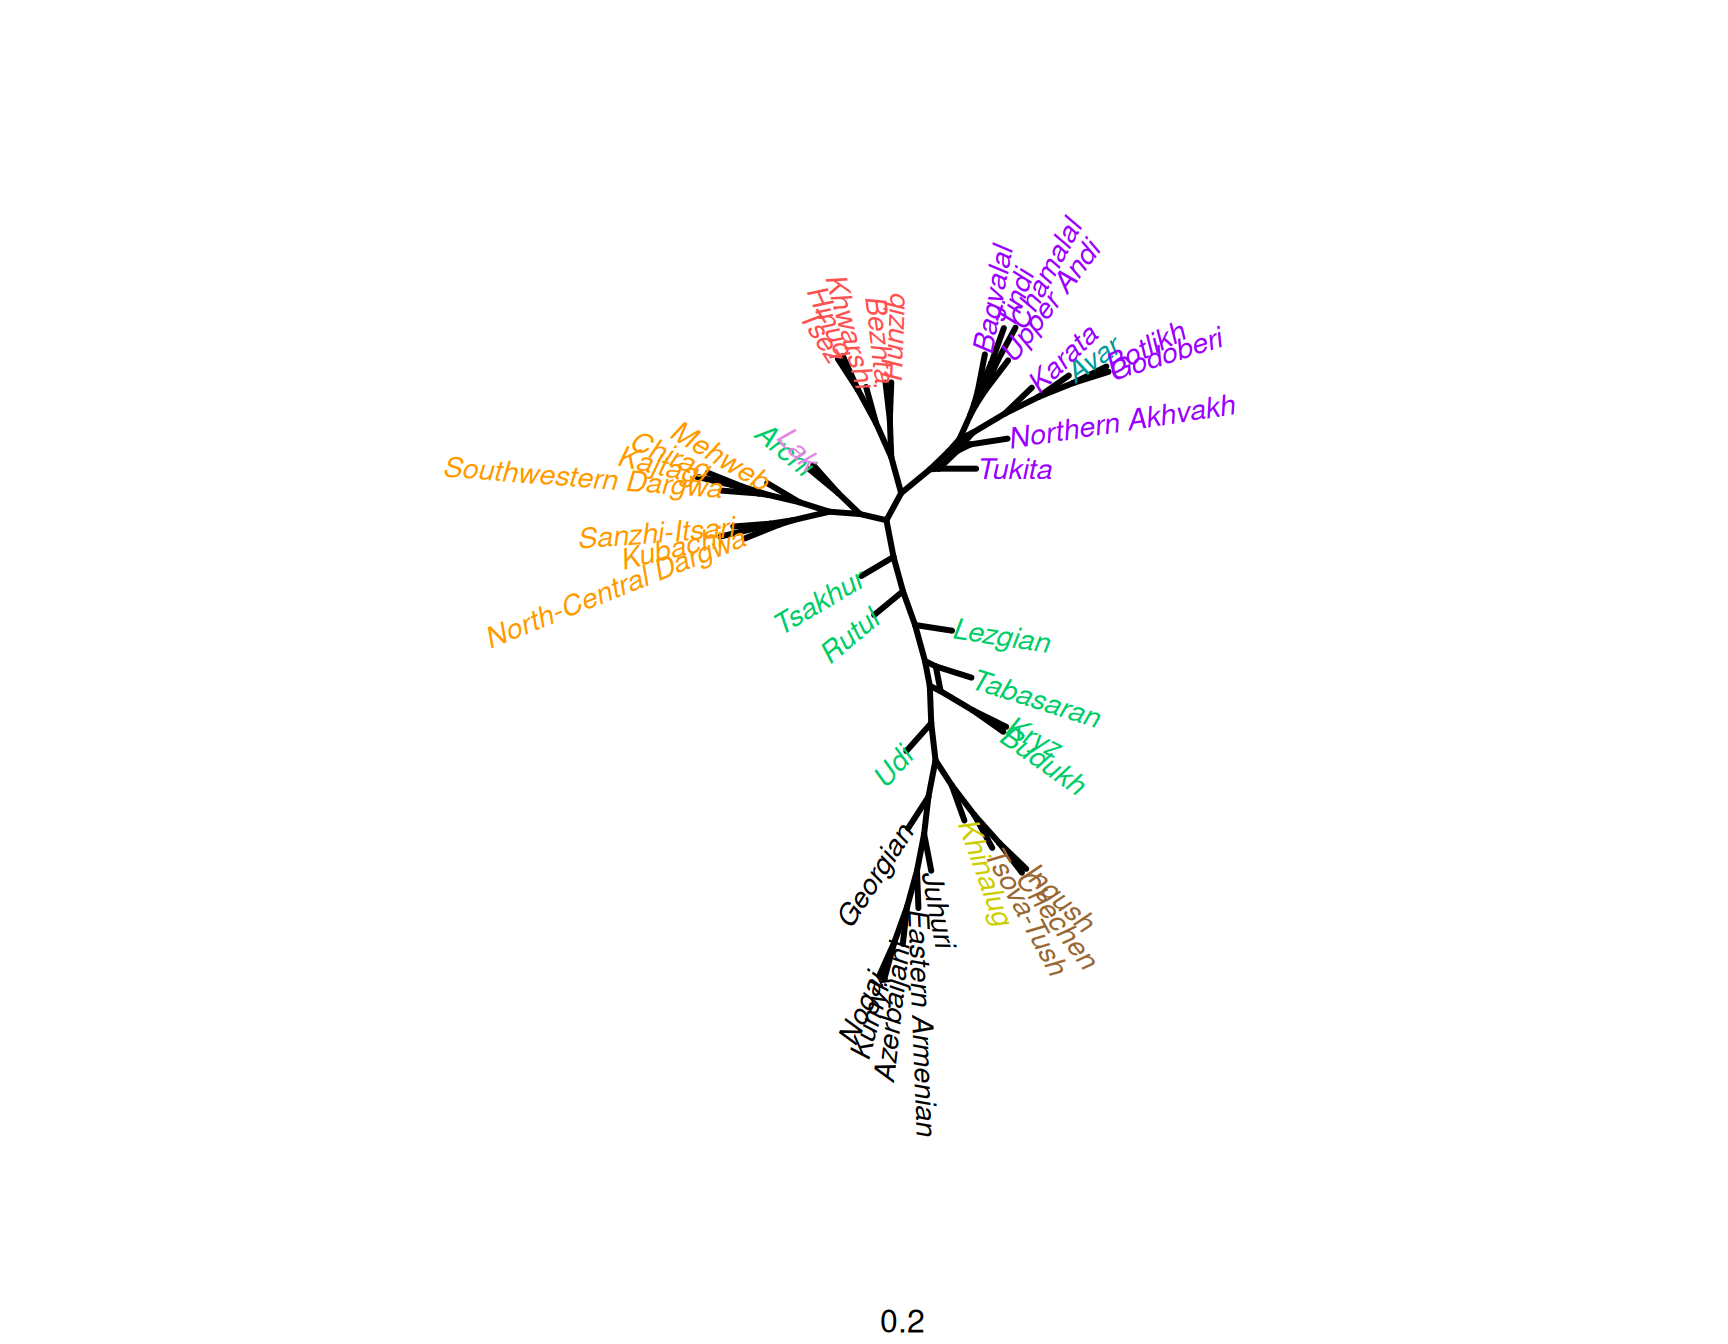 Chamalal
Upper Andi
Bagvalal
Tindi
Khwarshi
Hinuq
Tsez
Bezhta
Hunzib
Karata
Avar
Botlikh
Godoberi
Northern Akhvakh
Tukita
Archi
Lak
Mehweb
Chirag
Kaitag
Southwestern Dargwa
Sanzhi-Itsari
Kubachi
North-Central Dargwa
Tsakhur
Rutul
Lezgian
Tabasaran
Kryz
Budukh
Udi
Georgian
Juhuri
Khinalug
Tsova-Tush
Ingush
Chechen
Nogai
Kumyk
Azerbaijani
Eastern Armenian
0.2